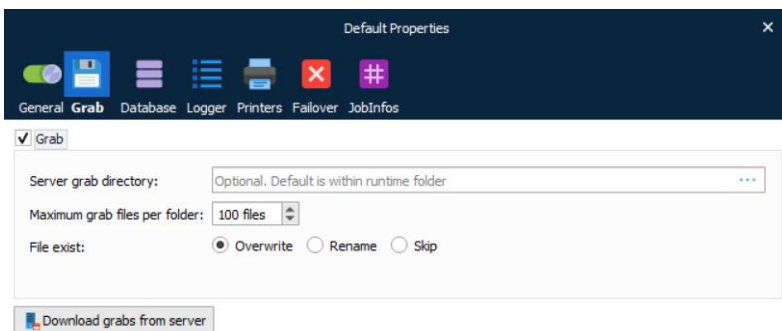 Default Properties
General Grab Database Logger Printers Failover JobInfos
Grab
Server grab directory: Optional. Default is within runtime folder ...
Maximum grab files per folder: 100 files
File exist: Overwrite Rename Skip
Download grabs from server